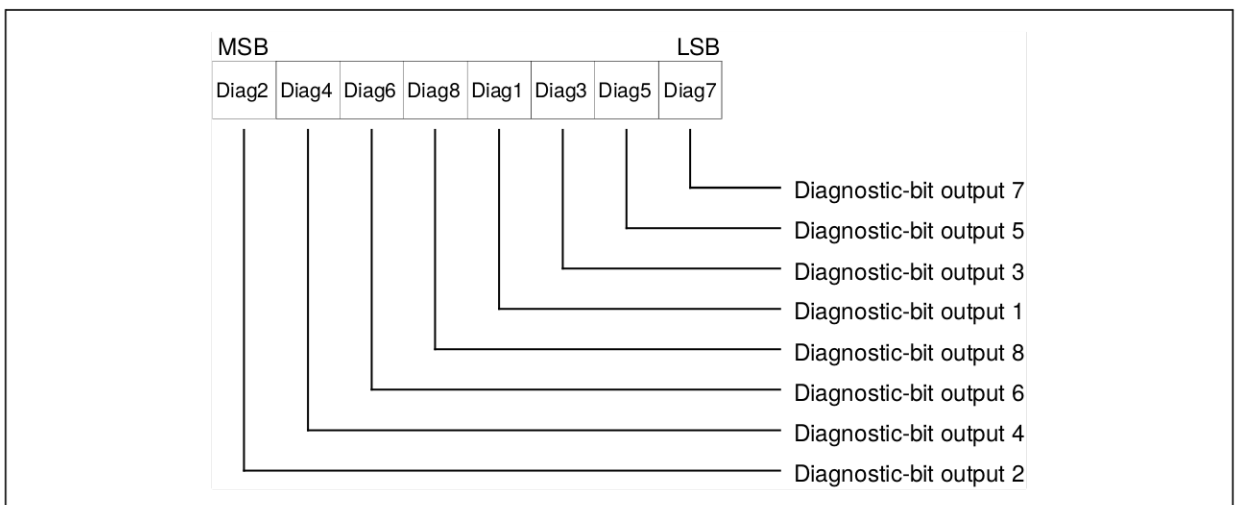 MSB LSB
Diag2 Diag4 Diag6 Diag8 Diag1 Diag3 Diag5 Diag7
Diagnostic-bit output 7
Diagnostic-bit output 5
Diagnostic-bit output 3
Diagnostic-bit output 1
Diagnostic-bit output 8
Diagnostic-bit output 6
Diagnostic-bit output 4
Diagnostic-bit output 2